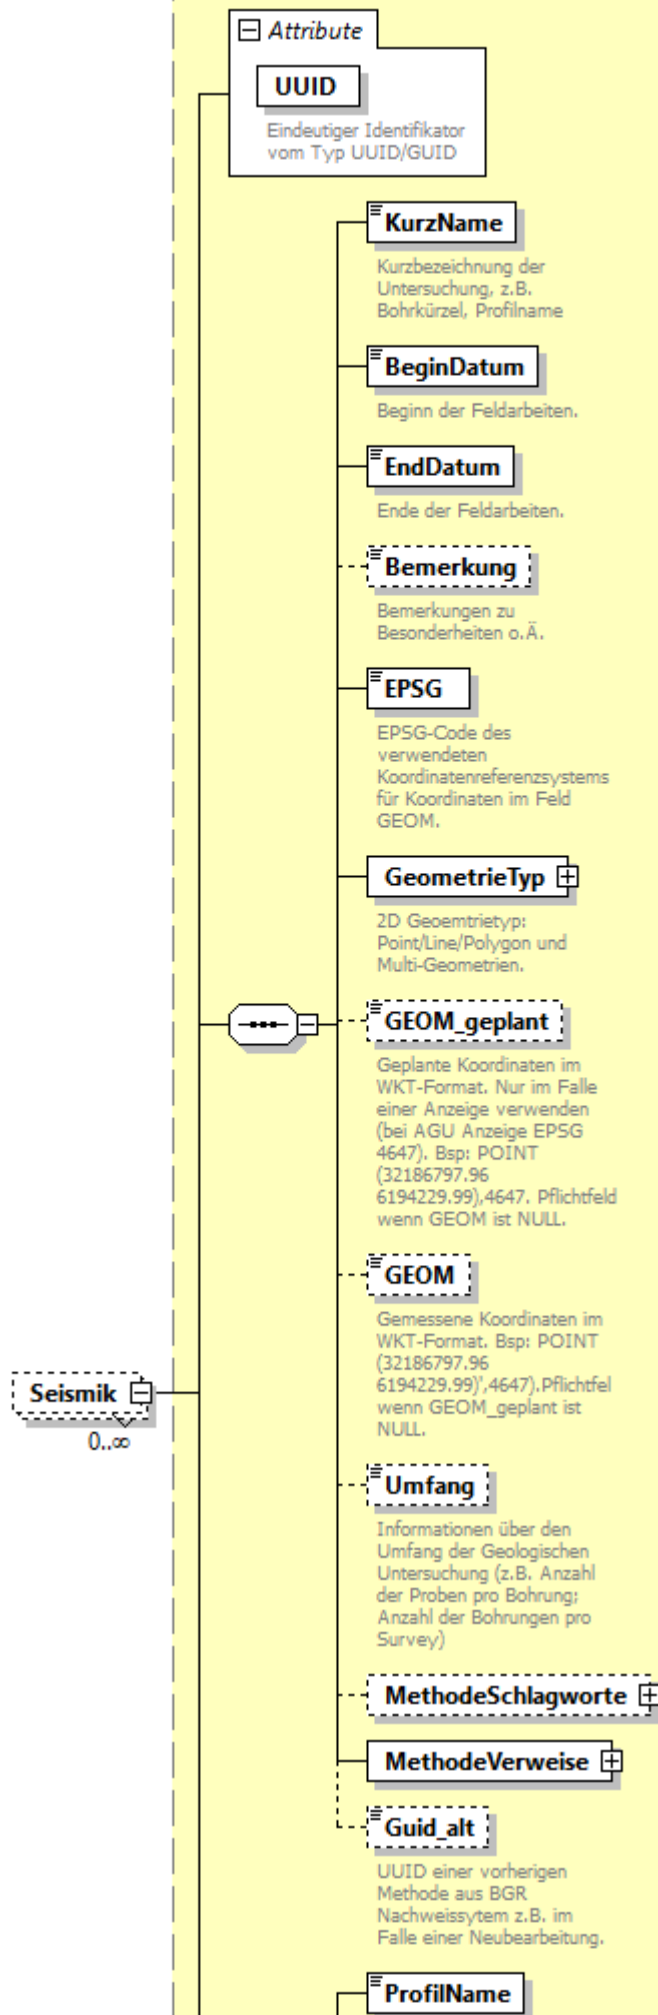 Attribute
UUID
Eindeutiger Identifikator
vom Typ UUID/GUID
KurzName
Kurzbezeichnung der
Untersuchung, z.B.
Bohrkürzel, Profilname
BeginDatum
Beginn der Feldarbeiten.
EndDatum
Ende der Feldarbeiten.
Bemerkung
Bemerkungen zu
Besonderheiten o.Ä.
EPSG
EPSG-Code des
verwendeten
Koordinatenreferenzsystems
für Koordinaten im Feld
GEOM.
GeometrieTyp
2D Geoemtrietyp:
Point/Line/Polygon und
Multi-Geometrien.
GEOM_geplant
Geplante Koordinaten im
WKT-Format. Nur im Falle
einer Anzeige verwenden
(bei AGU Anzeige EPSG
4647). Bsp: POINT
(32186797.96
6194229.99),4647. Pflichtfeld
wenn GEOM ist NULL.
GEOM
Gemessene Koordinaten im
WKT-Format. Bsp: POINT
(32186797.96
6194229.99)',4647).Pflichtfel
wenn GEOM_geplant ist
NULL.
Seismik
0..∞
Umfang
Informationen über den
Umfang der Geologischen
Untersuchung (z.B. Anzahl
der Proben pro Bohrung;
Anzahl der Bohrungen pro
Survey)
MethodeSchlagworte
MethodeVerweise
Guid_alt
UUID einer vorherigen
Methode aus BGR
Nachweissytem z.B. im
Falle einer Neubearbeitung.
ProfilName